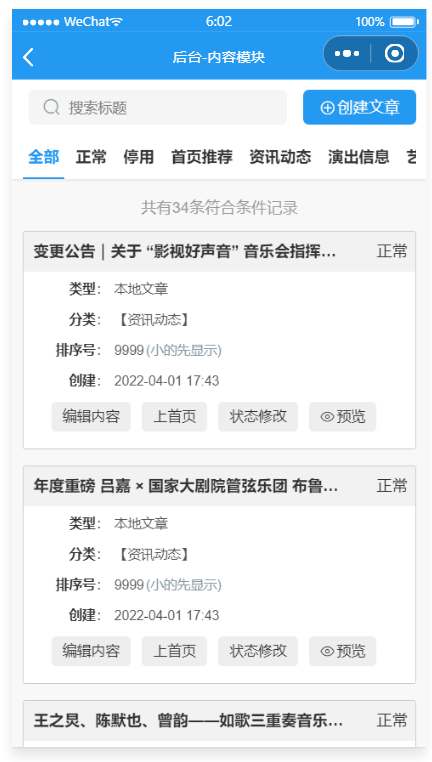 WeChat 6:02 100%
后台-内容模块
搜索标题 创建文章
全部 正常 停用 首页推荐 资讯动态 演出信息 艺
共有34条符合条件记录
变更公告｜关于 “影视好声音” 音乐会指挥... 正常
类型: 本地文章
分类: 【资讯动态】
排序号: 9999 (小的先显示)
创建: 2022-04-01 17:43
编辑内容 上首页 状态修改 预览
年度重磅 吕嘉 × 国家大剧院管弦乐团 布鲁... 正常
类型: 本地文章
分类: 【资讯动态】
排序号: 9999 (小的先显示)
创建: 2022-04-01 17:43
编辑内容 上首页 状态修改 预览
王之炅、陈默也、曾韵——如歌三重奏音乐... 正常